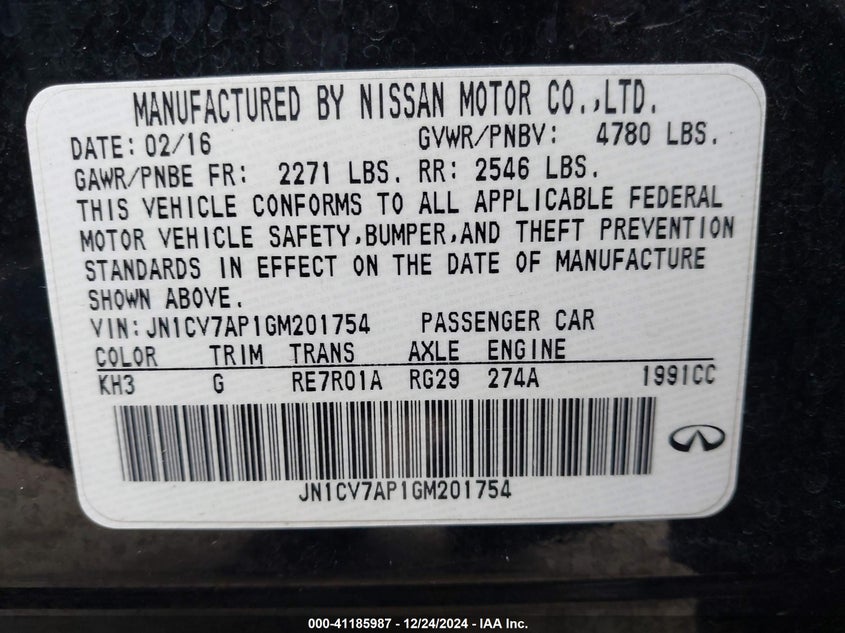 MANUFACTURED BY NISSAN MOTOR CO.,LTD.
DATE: 02/16 GVWR/PNBV: 4780 LBS.
GAWR/PNBE FR: 2271 LBS. RR: 2546 LBS.
THIS VEHICLE CONFORMS TO ALL APPLICABLE FEDERAL
MOTOR VEHICLE SAFETY,BUMPER,AND THEFT PREVENTION
STANDARDS IN EFFECT ON THE DATE OF MANUFACTURE
SHOWN ABOVE.
VIN: JN1CV7AP1GM201754 PASSENGER CAR
COLOR TRIM TRANS AXLE ENGINE
KH3 G RE7R01A RG29 274A 1991CC
JN1CV7AP1GM201754
000-41185987 - 12/24/2024 - IAA Inc.